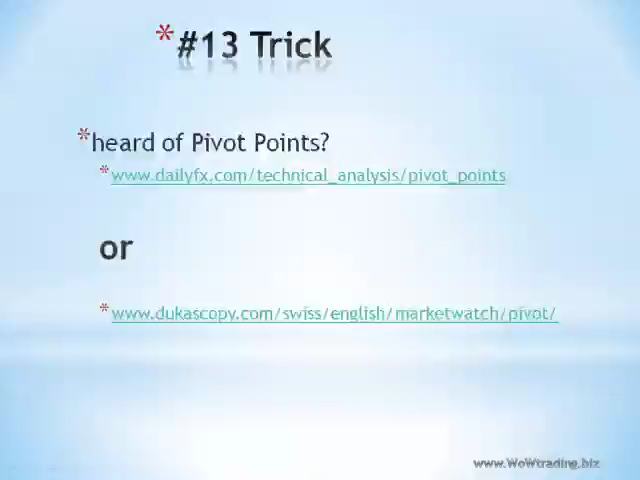 *#13 Trick
*heard of Pivot Points?
*www.dailyfx.com/technical_analysis/pivot_points
or
*www.dukascopy.com/swiss/english/marketwatch/pivot/
www.WoWtrading.biz